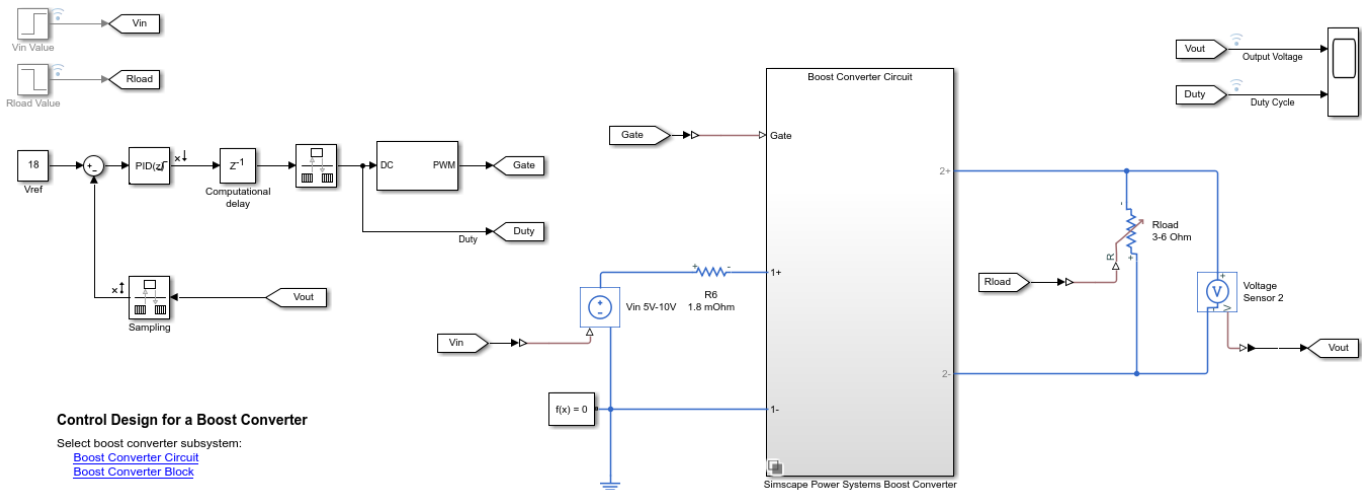 Vin
Vin Value
Rload
Rload Value
18
Vref
+
-
PID(z)
Z-1
Computational
delay
DC
PWM
Gate
Duty
Duty
Vout
Sampling
Control Design for a Boost Converter
Select boost converter subsystem:
Boost Converter Circuit
Boost Converter Block
Vin
f(x) = 0
+
-
Vin 5V-10V
+
-
R6
1.8 mOhm
Gate
Boost Converter Circuit
Gate
1+
1-
2+
2-
Simscape Power Systems Boost Converter
Rload
R
-
+
Rload
3-6 Ohm
+
V
-
V
Voltage
Sensor 2
Vout
Vout
Output Voltage
Duty
Duty Cycle